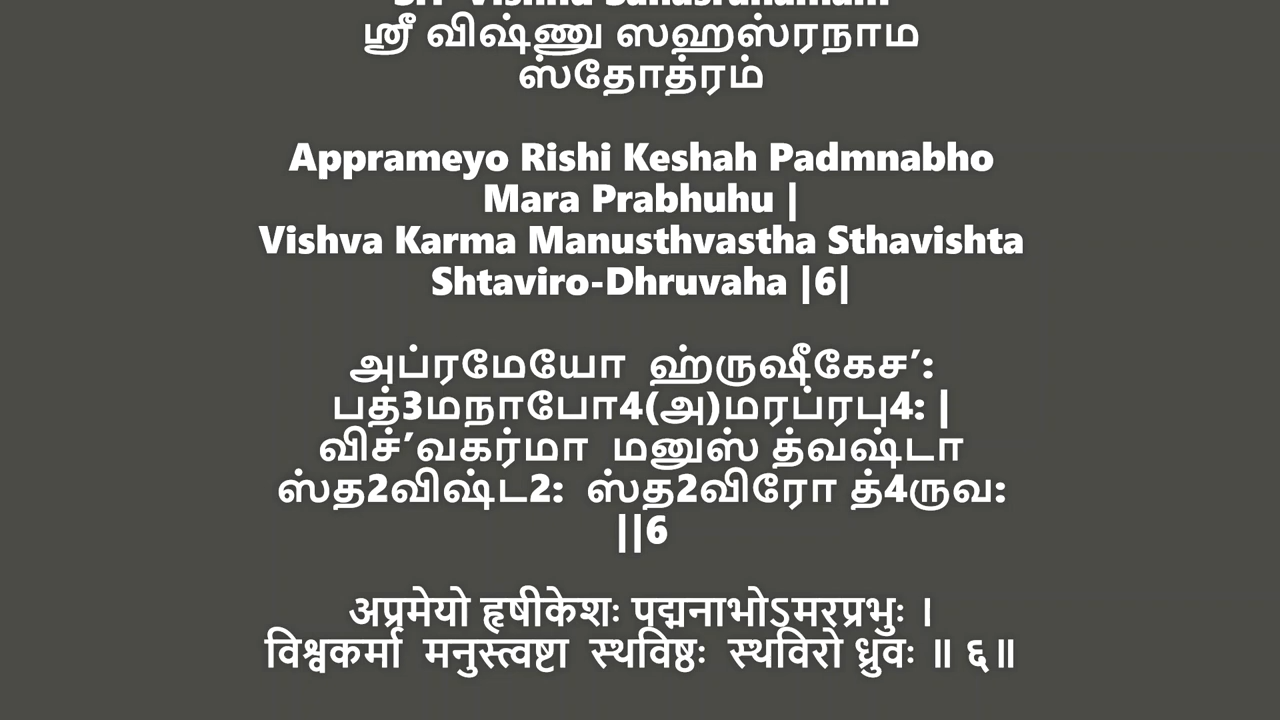 ஸ்ரீ விஷ்ணு ஸஹஸ்ரநாம
ஸ்தோத்ரம்
Apprameyo Rishi Keshah Padmnabho
Mara Prabhuhu |
Vishva Karma Manusthvastha Sthavishta
Shtaviro-Dhruvaha |6|
அப்ரமேயோ ஹ்ருஷீகேச’:
பத்3மநாபோ4(அ)மரப்ரபு4: |
விச்’வகர்மா மனுஸ் த்வஷ்டா
ஸ்த2விஷ்ட2: ஸ்த2விரோ த்4ருவ:
||6
अप्रमेयो हृषीकेशः पद्मनाभोऽमरप्रभुः ।
विश्वकर्मा मनुस्त्वष्टा स्थविष्ठः स्थविरो ध्रुवः ॥ ६॥